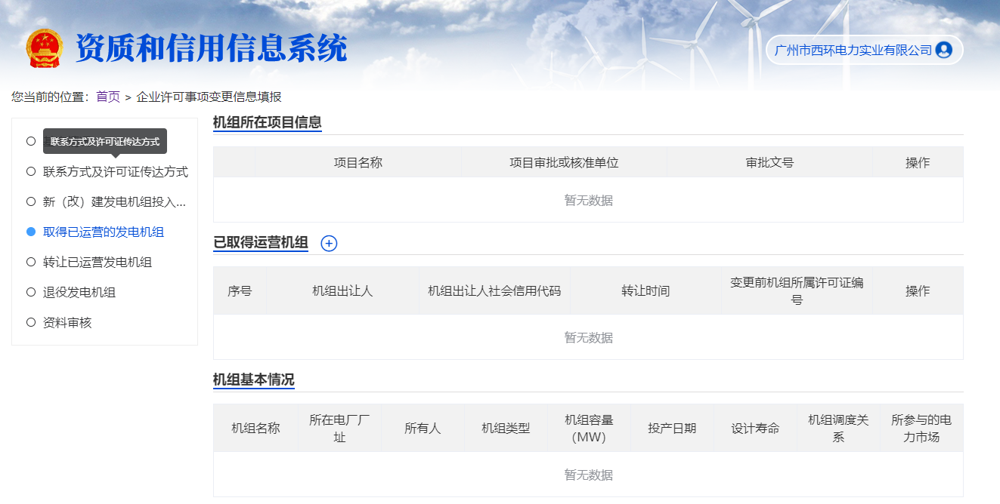 资质和信用信息系统
广州市西环电力实业有限公司
您当前的位置： 首页 > 企业许可事项变更信息填报
联系方式及许可证传达方式
联系方式及许可证传达方式
新（改）建发电机组投入...
取得已运营的发电机组
转让已运营发电机组
退役发电机组
资料审核
机组所在项目信息
项目名称 项目审批或核准单位 审批文号 操作
暂无数据
已取得运营机组
序号 机组出让人 机组出让人社会信用代码 转让时间 变更前机组所属许可证编号 操作
暂无数据
机组基本情况
机组名称 所在电厂厂址 所有人 机组类型 机组容量(MW) 投产日期 设计寿命 机组调度关系 所参与的电力市场
暂无数据